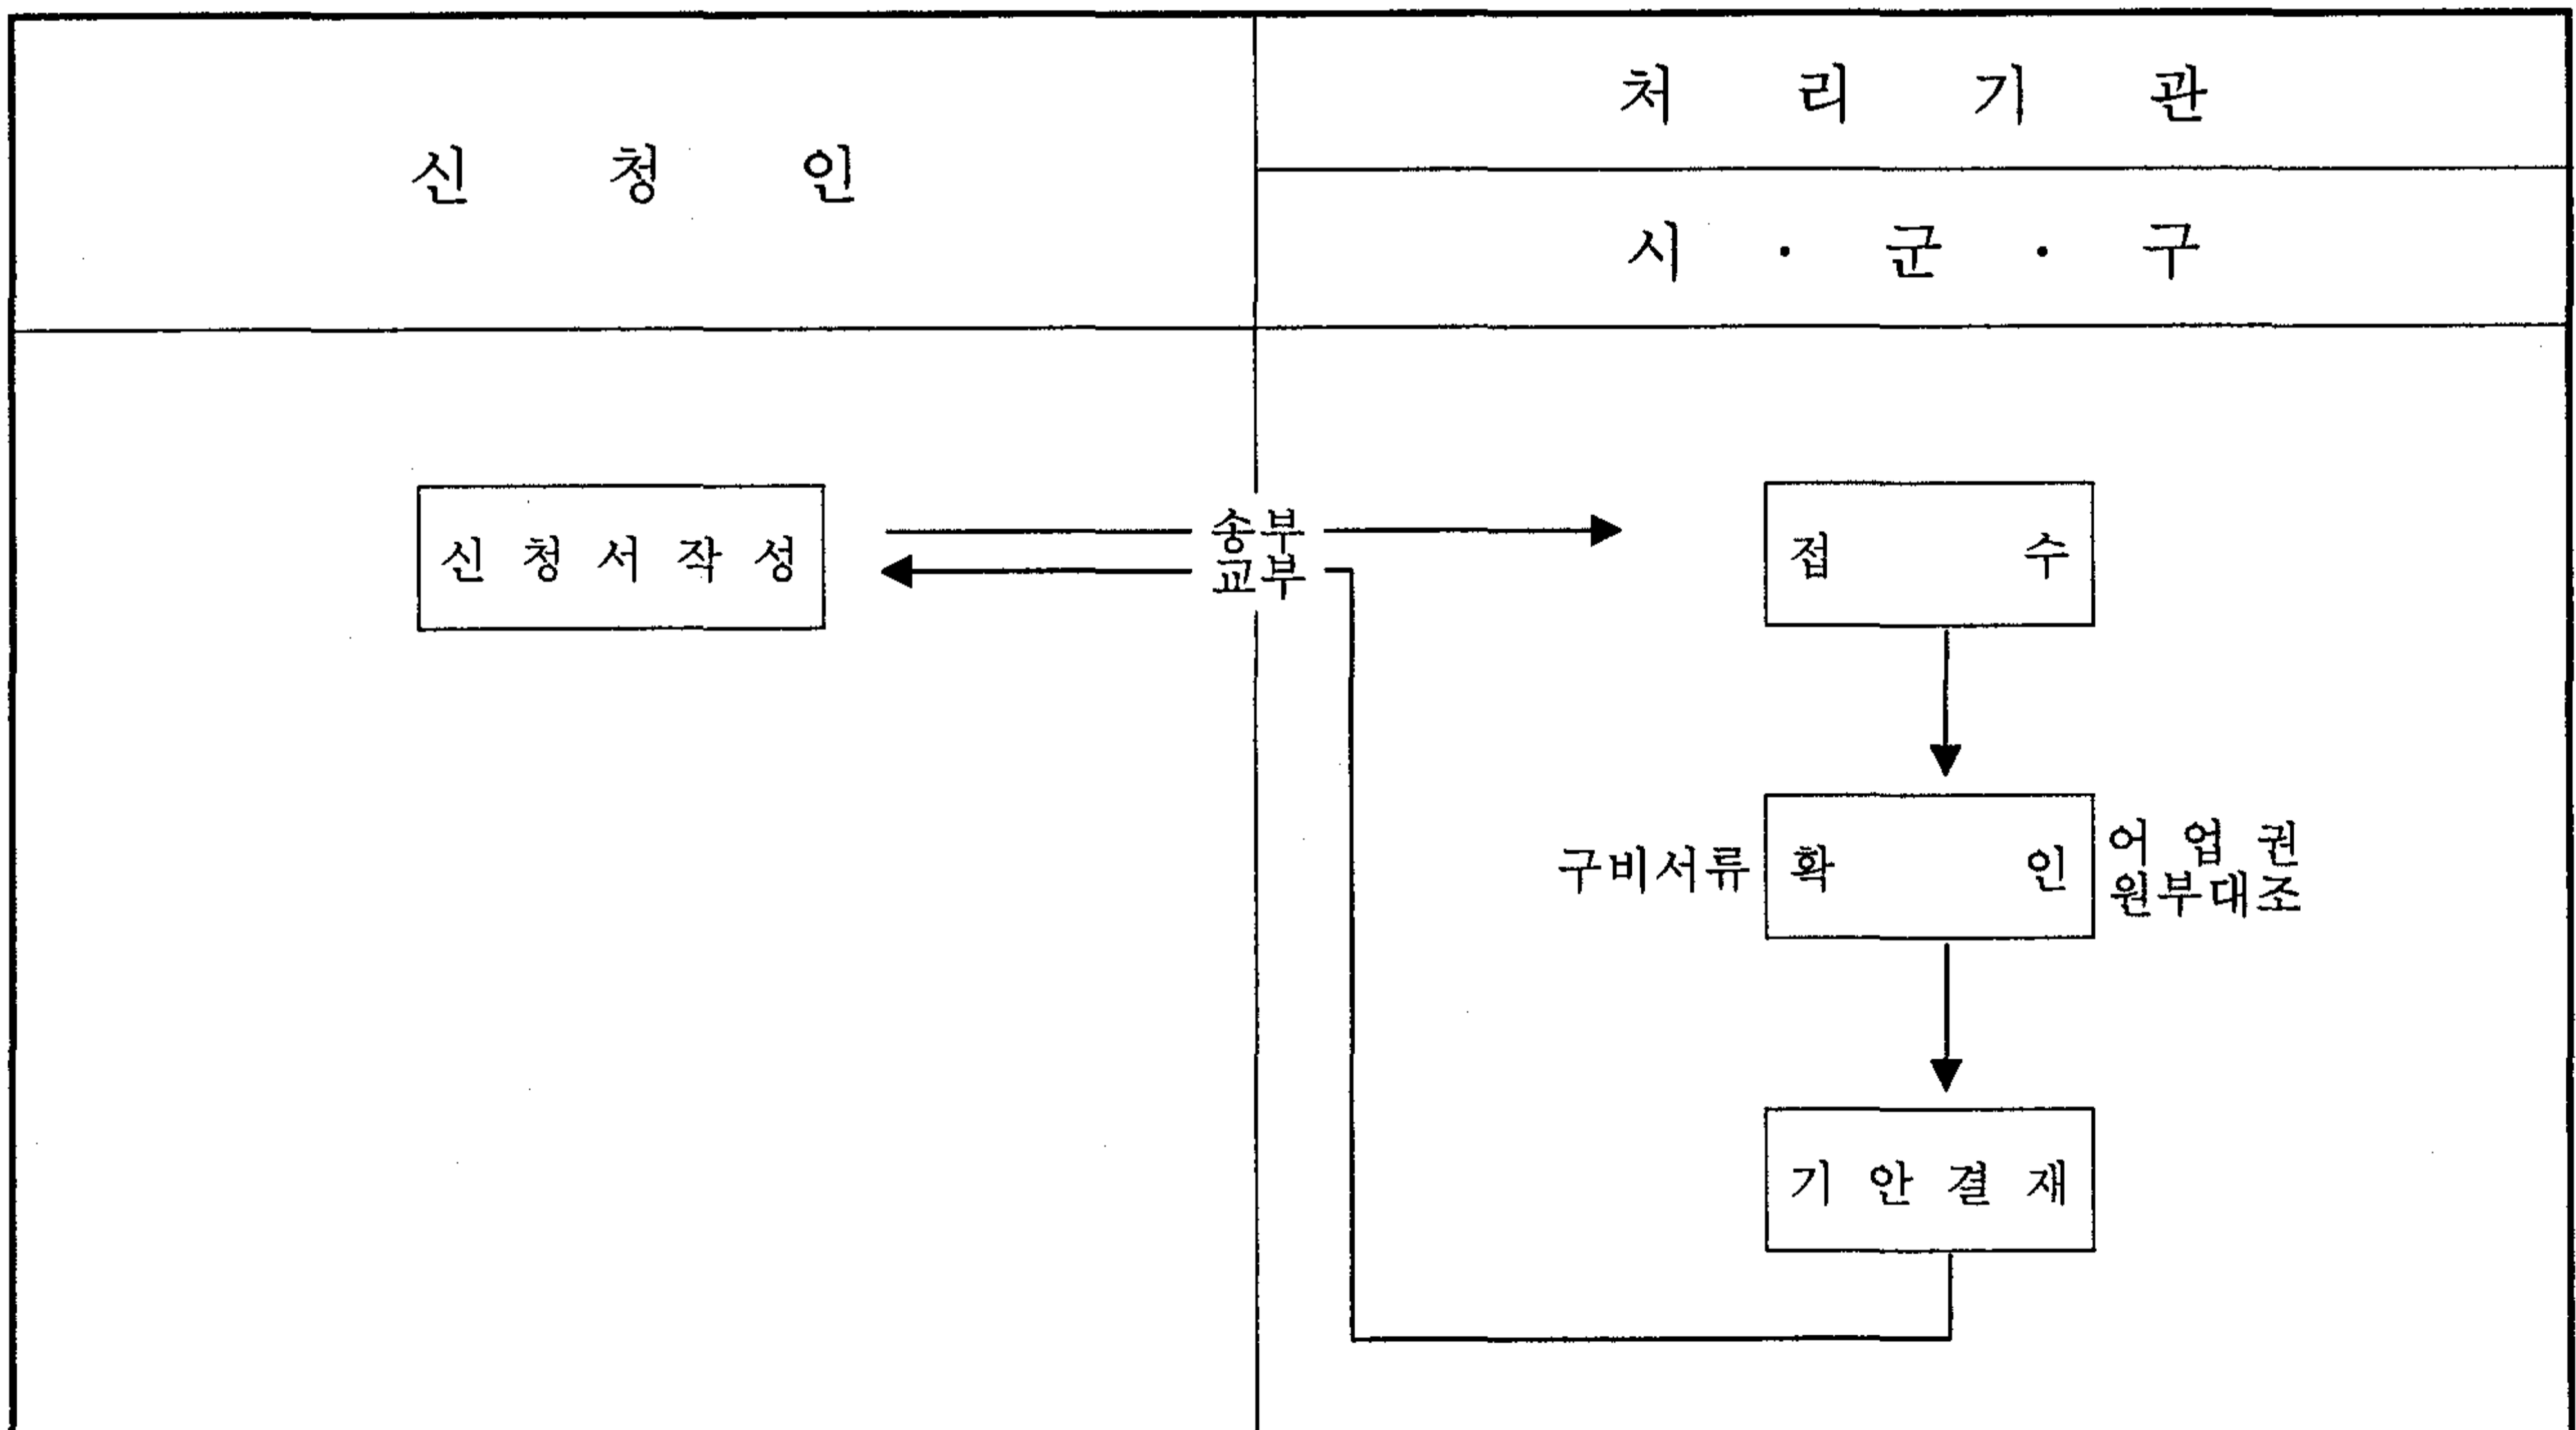 신 청 인
처 리 기 관
시 · 군 · 구
신 청 서 작 성
송부
교부
접 수
구비서류
확 인
어 업 권
원부대조
기 안 결 재